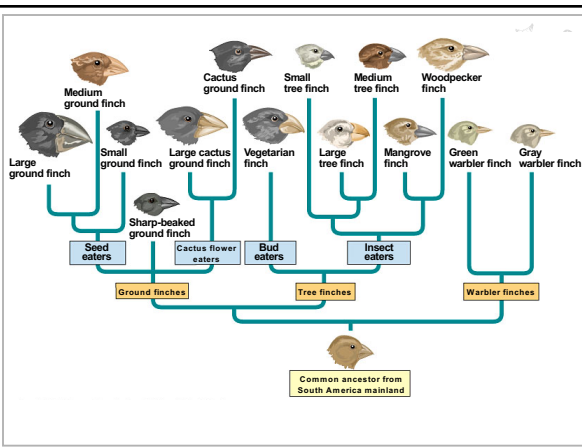 Medium
ground finch
Cactus
ground finch
Small
tree finch
Medium
tree finch
Woodpecker
finch
Large
ground finch
Small
ground finch
Large cactus
ground finch
Vegetarian
finch
Large
tree finch
Mangrove
finch
Green
warbler finch
Gray
warbler finch
Sharp-beaked
ground finch
Seed
eaters
Cactus flower
eaters
Bud
eaters
Insect
eaters
Ground finches
Tree finches
Warbler finches
Common ancestor from
South America mainland